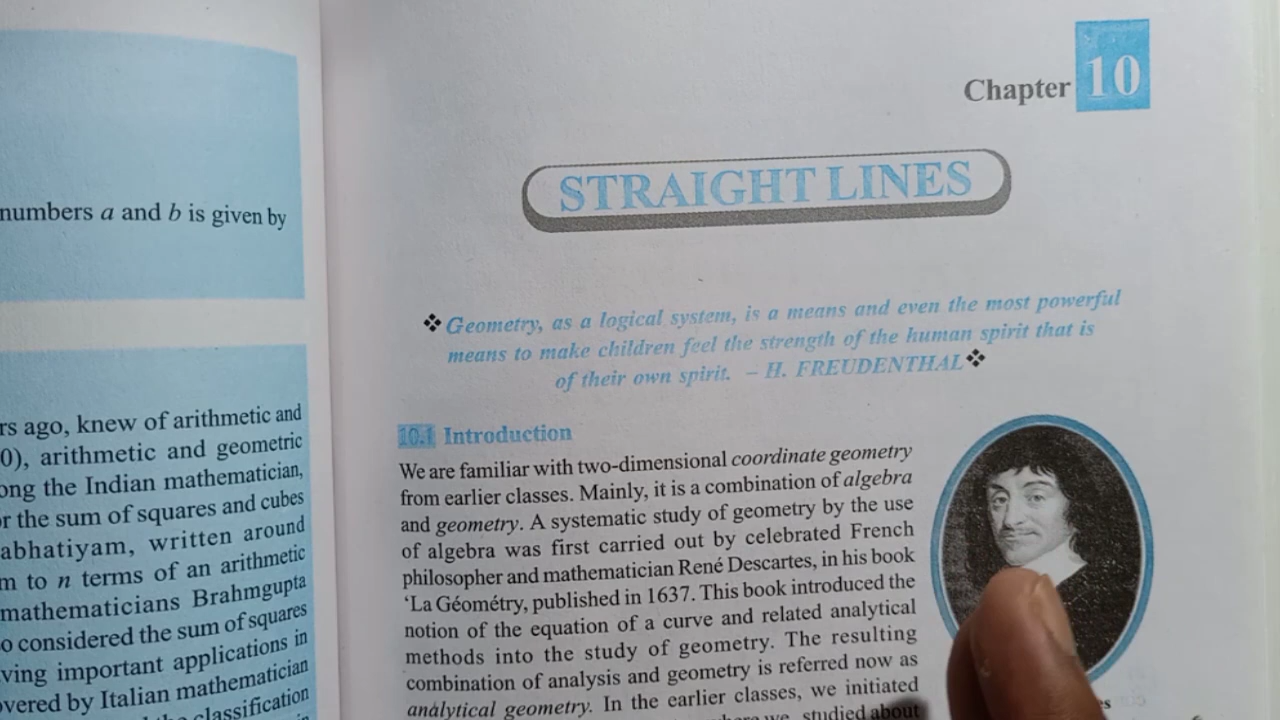 numbers a and b is given by
rs ago, knew of arithmetic and
0), arithmetic and geometric
ong the Indian mathematician,
r the sum of squares and cubes
abhatiyam, written around
m to n terms of an arithmetic
mathematicians Brahmgupta
o considered the sum of squares
ving important applications in
overed by Italian mathematician
classification
Chapter 10
STRAIGHT LINES
❖ Geometry, as a logical system, is a means and even the most powerful
means to make children feel the strength of the human spirit that is
of their own spirit. – H. FREUDENTHAL ❖
10.1 Introduction
We are familiar with two-dimensional coordinate geometry
from earlier classes. Mainly, it is a combination of algebra
and geometry. A systematic study of geometry by the use
of algebra was first carried out by celebrated French
philosopher and mathematician René Descartes, in his book
‘La Géométry, published in 1637. This book introduced the
notion of the equation of a curve and related analytical
methods into the study of geometry. The resulting
combination of analysis and geometry is referred now as
analytical geometry. In the earlier classes, we initiated
studied about